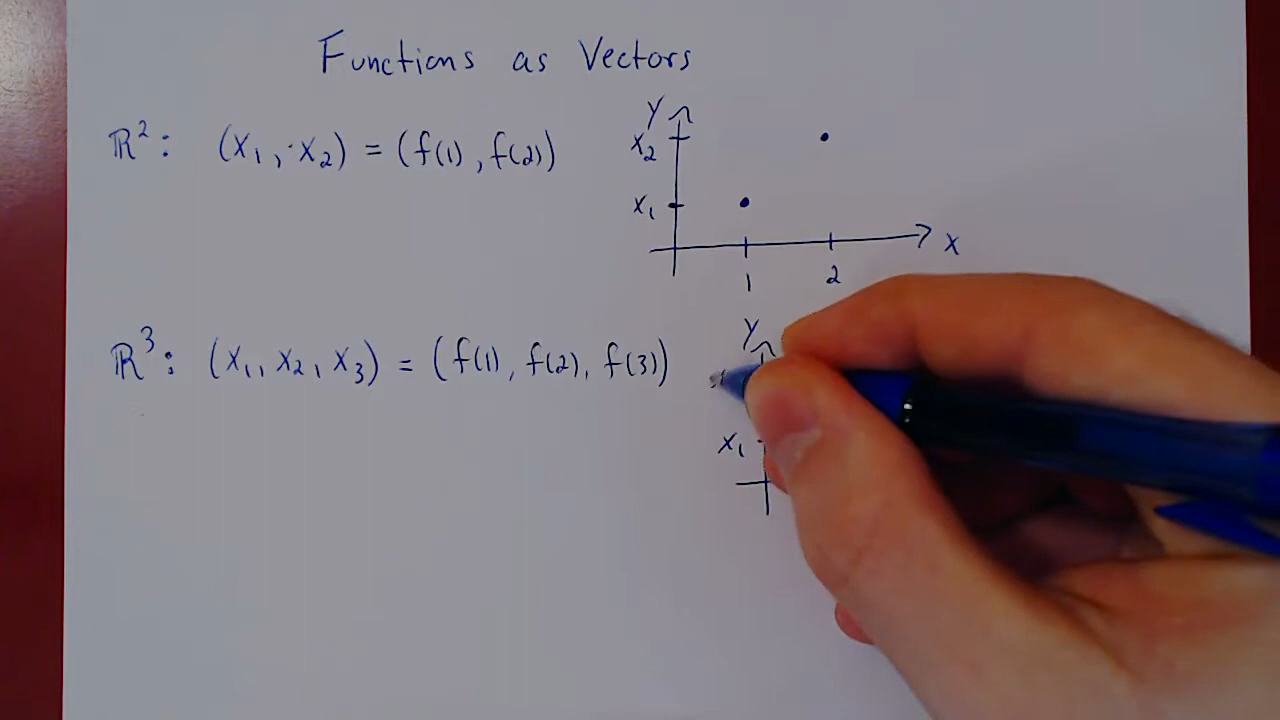 Functions as Vectors
ℝ²: (x₁, x₂) = (f(1), f(2))
y
x₂
x₁
x
1
2
ℝ³: (x₁, x₂, x₃) = (f(1), f(2), f(3))
y
x₁